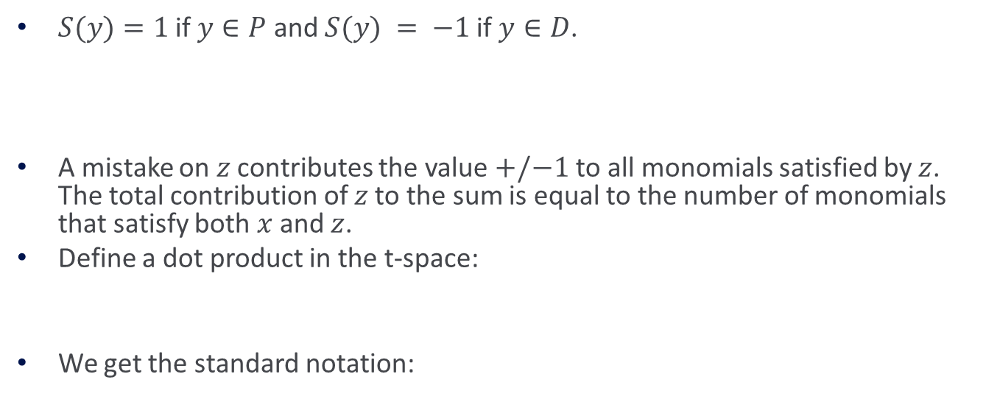 • S(y) = 1 if y ∈ P and S(y) = −1 if y ∈ D.
• A mistake on z contributes the value +/−1 to all monomials satisfied by z.
The total contribution of z to the sum is equal to the number of monomials
that satisfy both x and z.
• Define a dot product in the t-space:
• We get the standard notation: